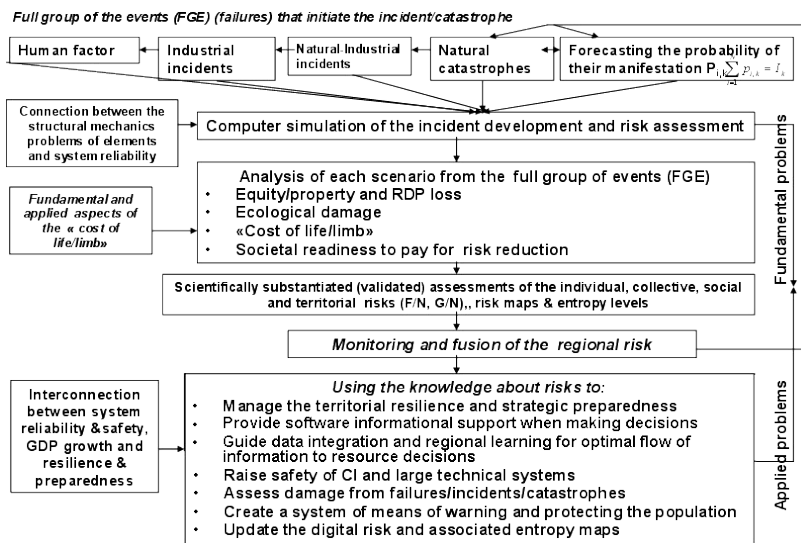 Full group of the events (FGE) (failures) that initiate the incident/catastrophe
Human factor
Industrial
incidents
Natural-Industrial
incidents
Natural
catastrophes
Forecasting the probability of
their manifestation P i,k N ∑ i=1 p i,k = I k
Connection between the
structural mechanics
problems of elements
and system reliability
Computer simulation of the incident development and risk assessment
Analysis of each scenario from the full group of events (FGE)
• Equity/property and RDP loss
• Ecological damage
• «Cost of life/limb»
• Societal readiness to pay for risk reduction
Fundamental and
applied aspects of
the « cost of
life/limb»
Fundamental problems
Scientifically substantiated (validated) assessments of the individual, collective, social
and territorial risks (F/N, G/N),, risk maps & entropy levels
Monitoring and fusion of the regional risk
Interconnection
between system
reliability &safety,
GDP growth and
resilience &
preparedness
Using the knowledge about risks to:
• Manage the territorial resilience and strategic preparedness
• Provide software informational support when making decisions
• Guide data integration and regional learning for optimal flow of
information to resource decisions
• Raise safety of CI and large technical systems
• Assess damage from failures/incidents/catastrophes
• Create a system of means of warning and protecting the population
• Update the digital risk and associated entropy maps
Applied problems